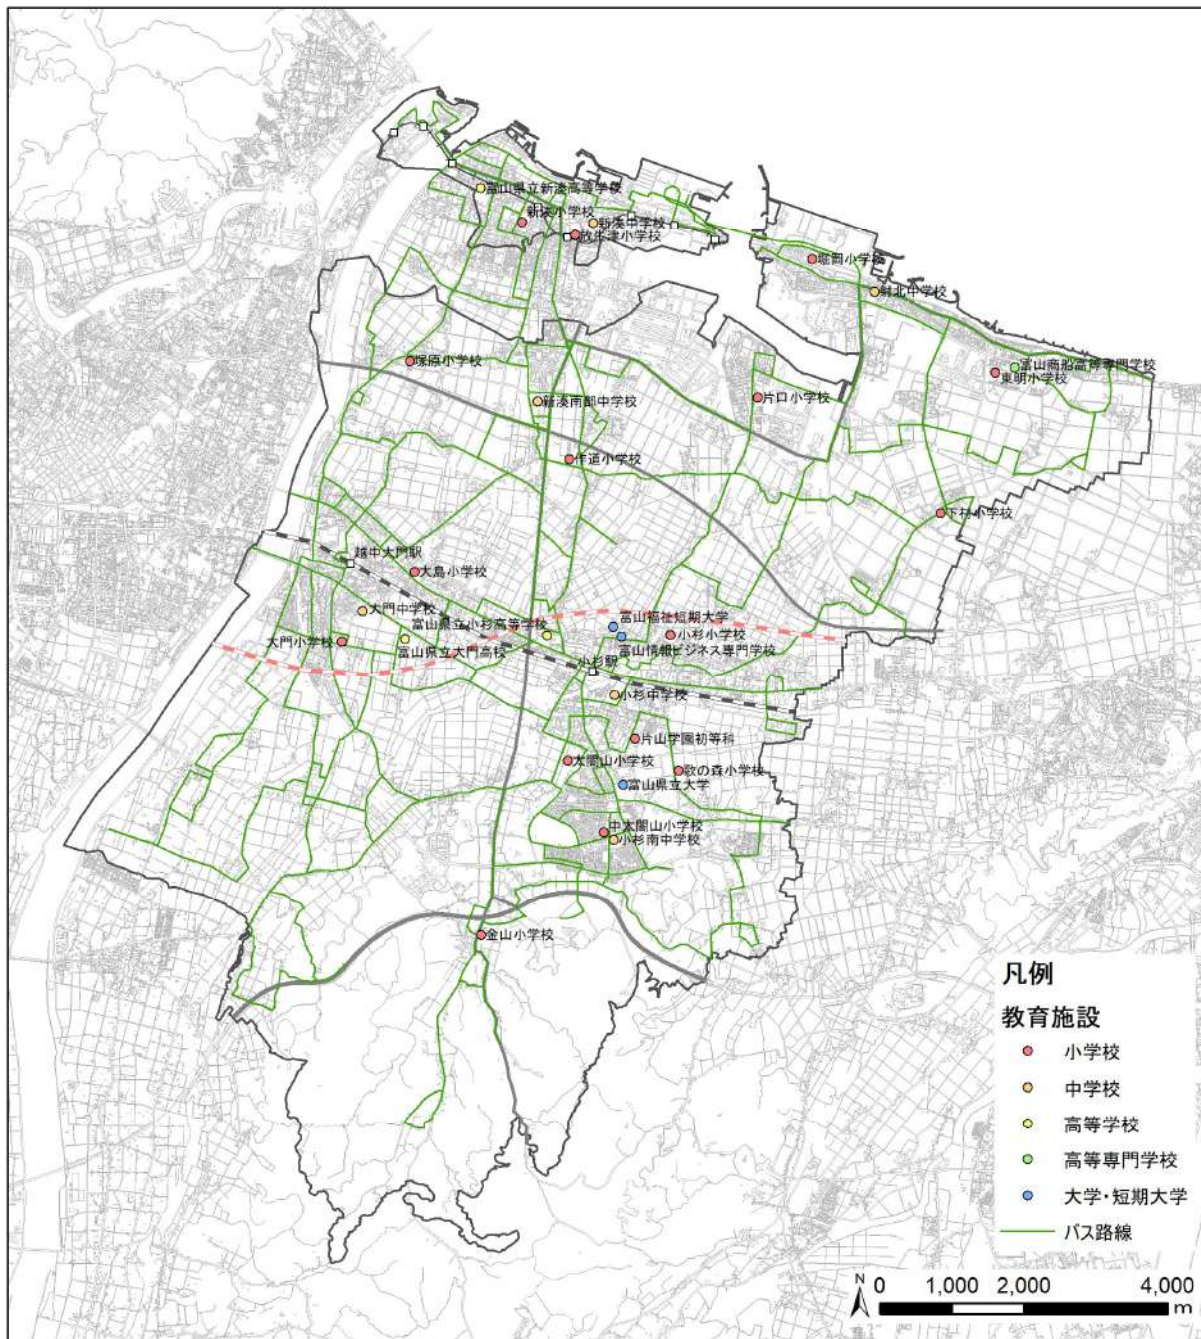 富山県立新湊高等学校
新湊小学校
新湊中学校
放生津小学校
堀岡小学校
射北中学校
塚原小学校
富山商船高等専門学校
東明小学校
片口小学校
新湊南部中学校
作道小学校
下村小学校
越中大門駅
大島小学校
大門中学校
富山福祉短期大学
富山県立小杉高等学校
小杉小学校
大門小学校
富山県立大門高校
富山情報ビジネス専門学校
小杉駅
小杉中学校
片山学園初等科
太閤山小学校
歌の森小学校
富山県立大学
中太閤山小学校
小杉南中学校
金山小学校
凡例
教育施設
小学校
中学校
高等学校
高等専門学校
大学・短期大学
バス路線
N
0 1,000 2,000 4,000
m